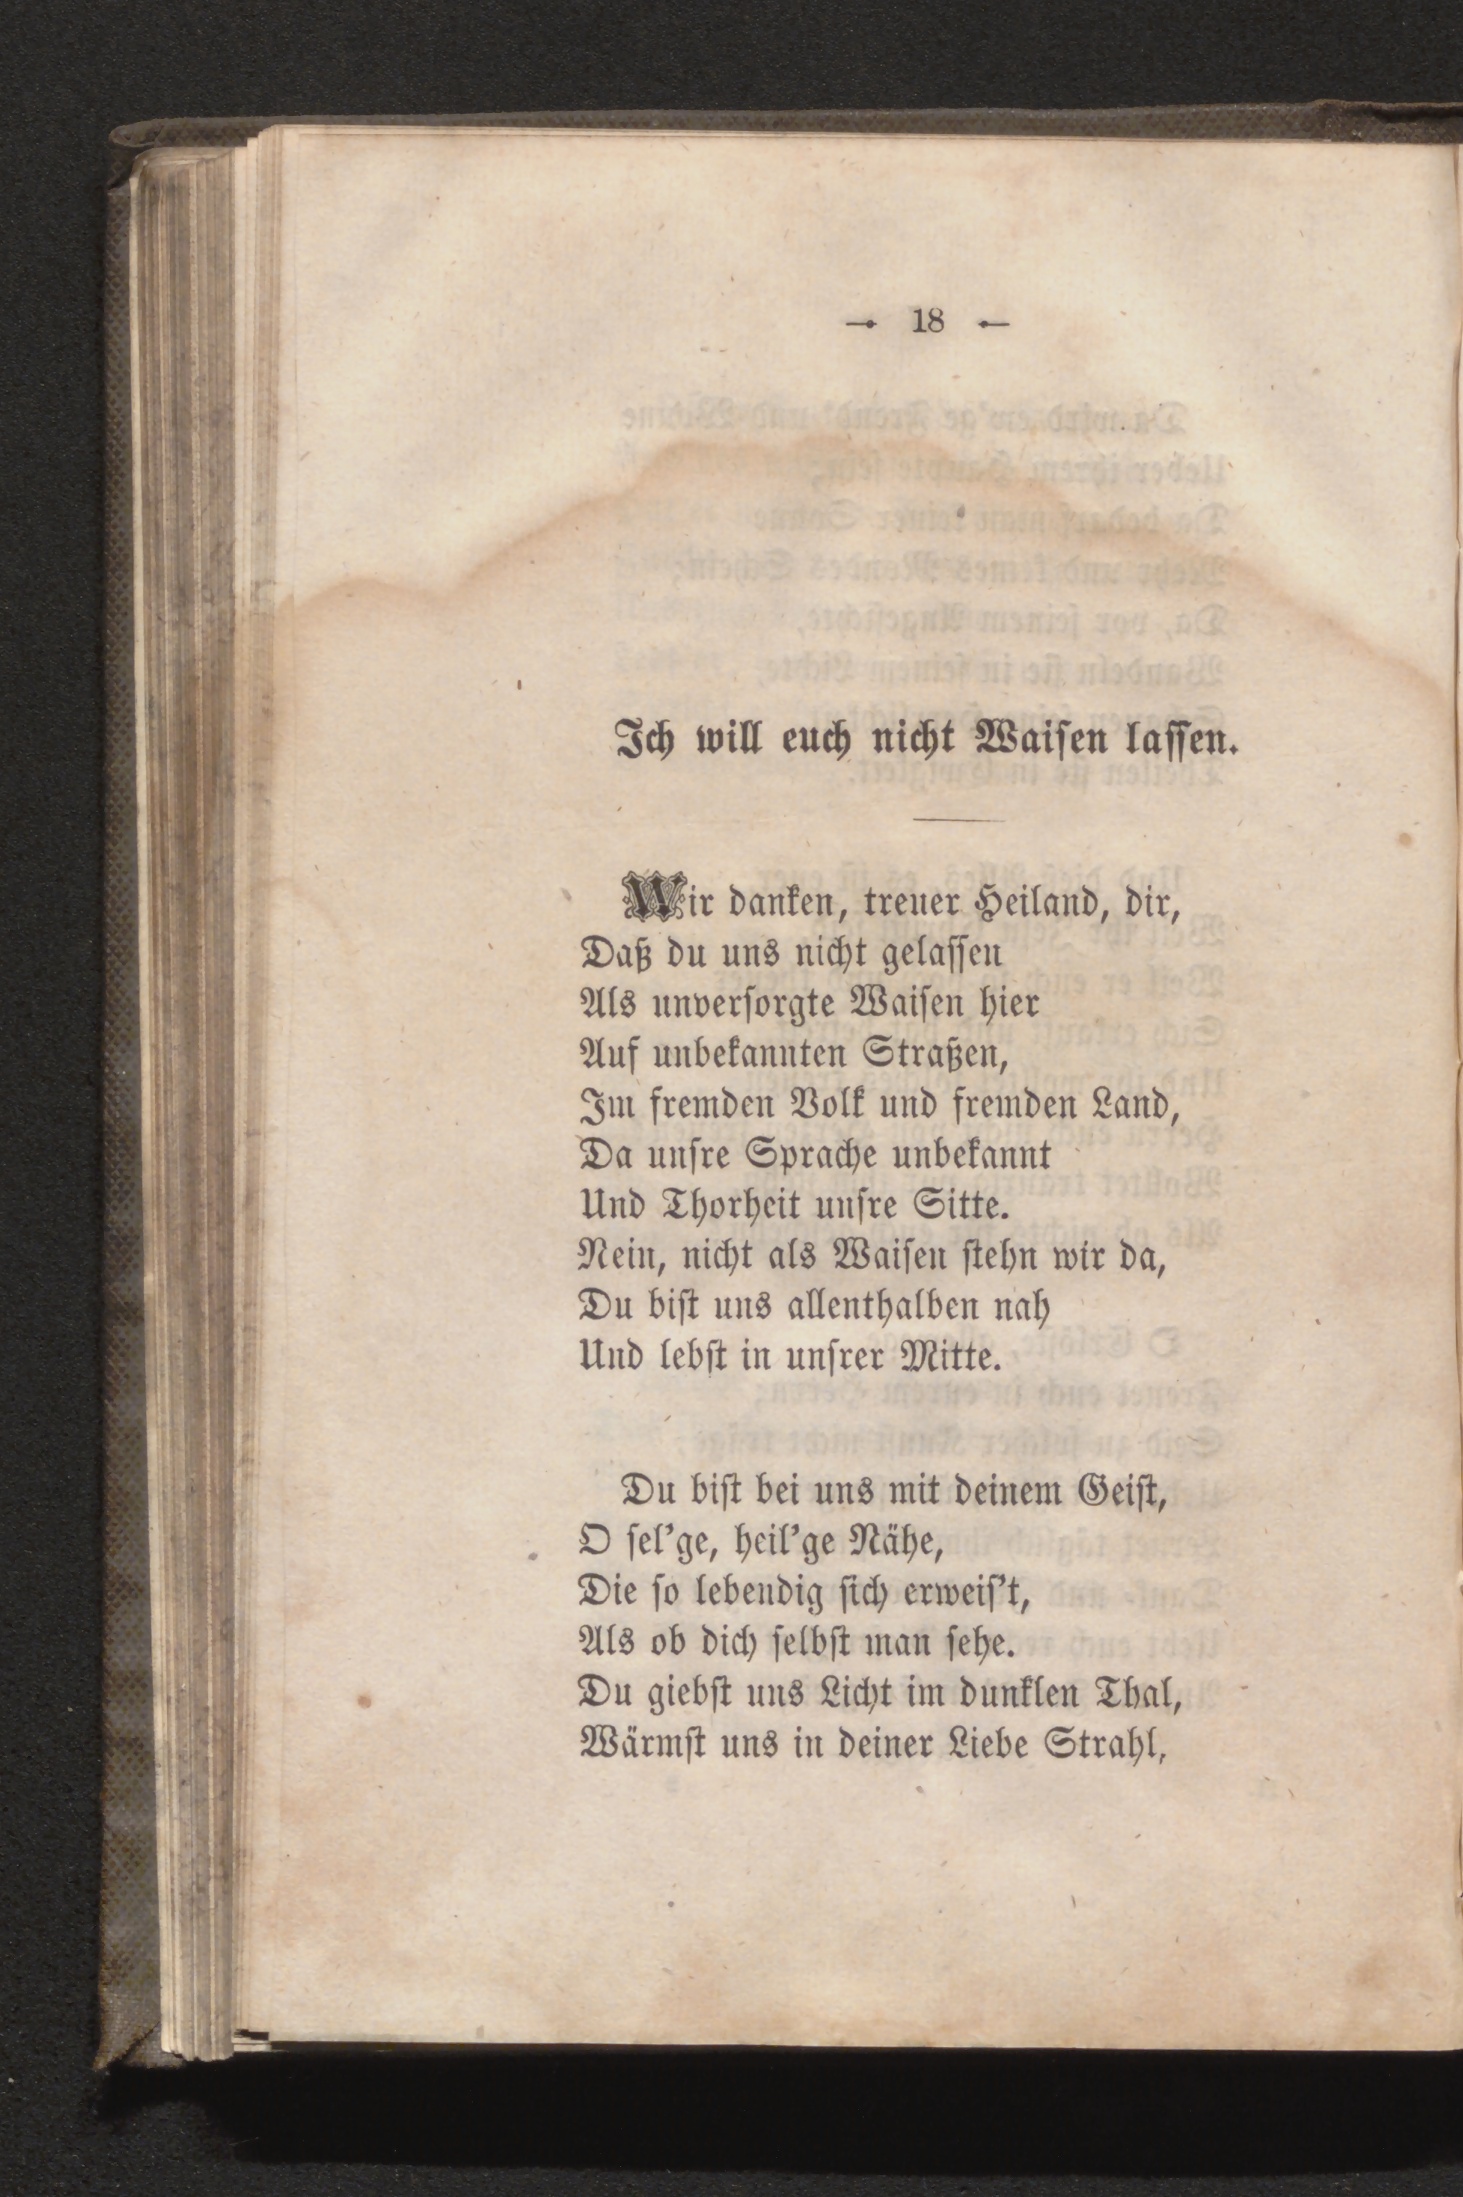 — 18 —
Ich will euch nicht Waiſen laſſen.
Wir danken, treuer Heiland, dir,
Daß du uns nicht gelaſſen
Als unverſorgte Waiſen hier
Auf unbekannten Straßen,
Im fremden Volk und fremden Land,
Da unſre Sprache unbekannt
Und Thorheit unſre Sitte.
Nein, nicht als Waiſen ſtehn wir da,
Du biſt uns allenthalben nah
Und lebſt in unſrer Mitte.
Du biſt bei uns mit deinem Geiſt,
O ſel’ge, heil’ge Nähe,
Die ſo lebendig ſich erweiſ’t,
Als ob dich ſelbſt man ſehe.
Du giebſt uns Licht im dunklen Thal,
Wärmſt uns in deiner Liebe Strahl,